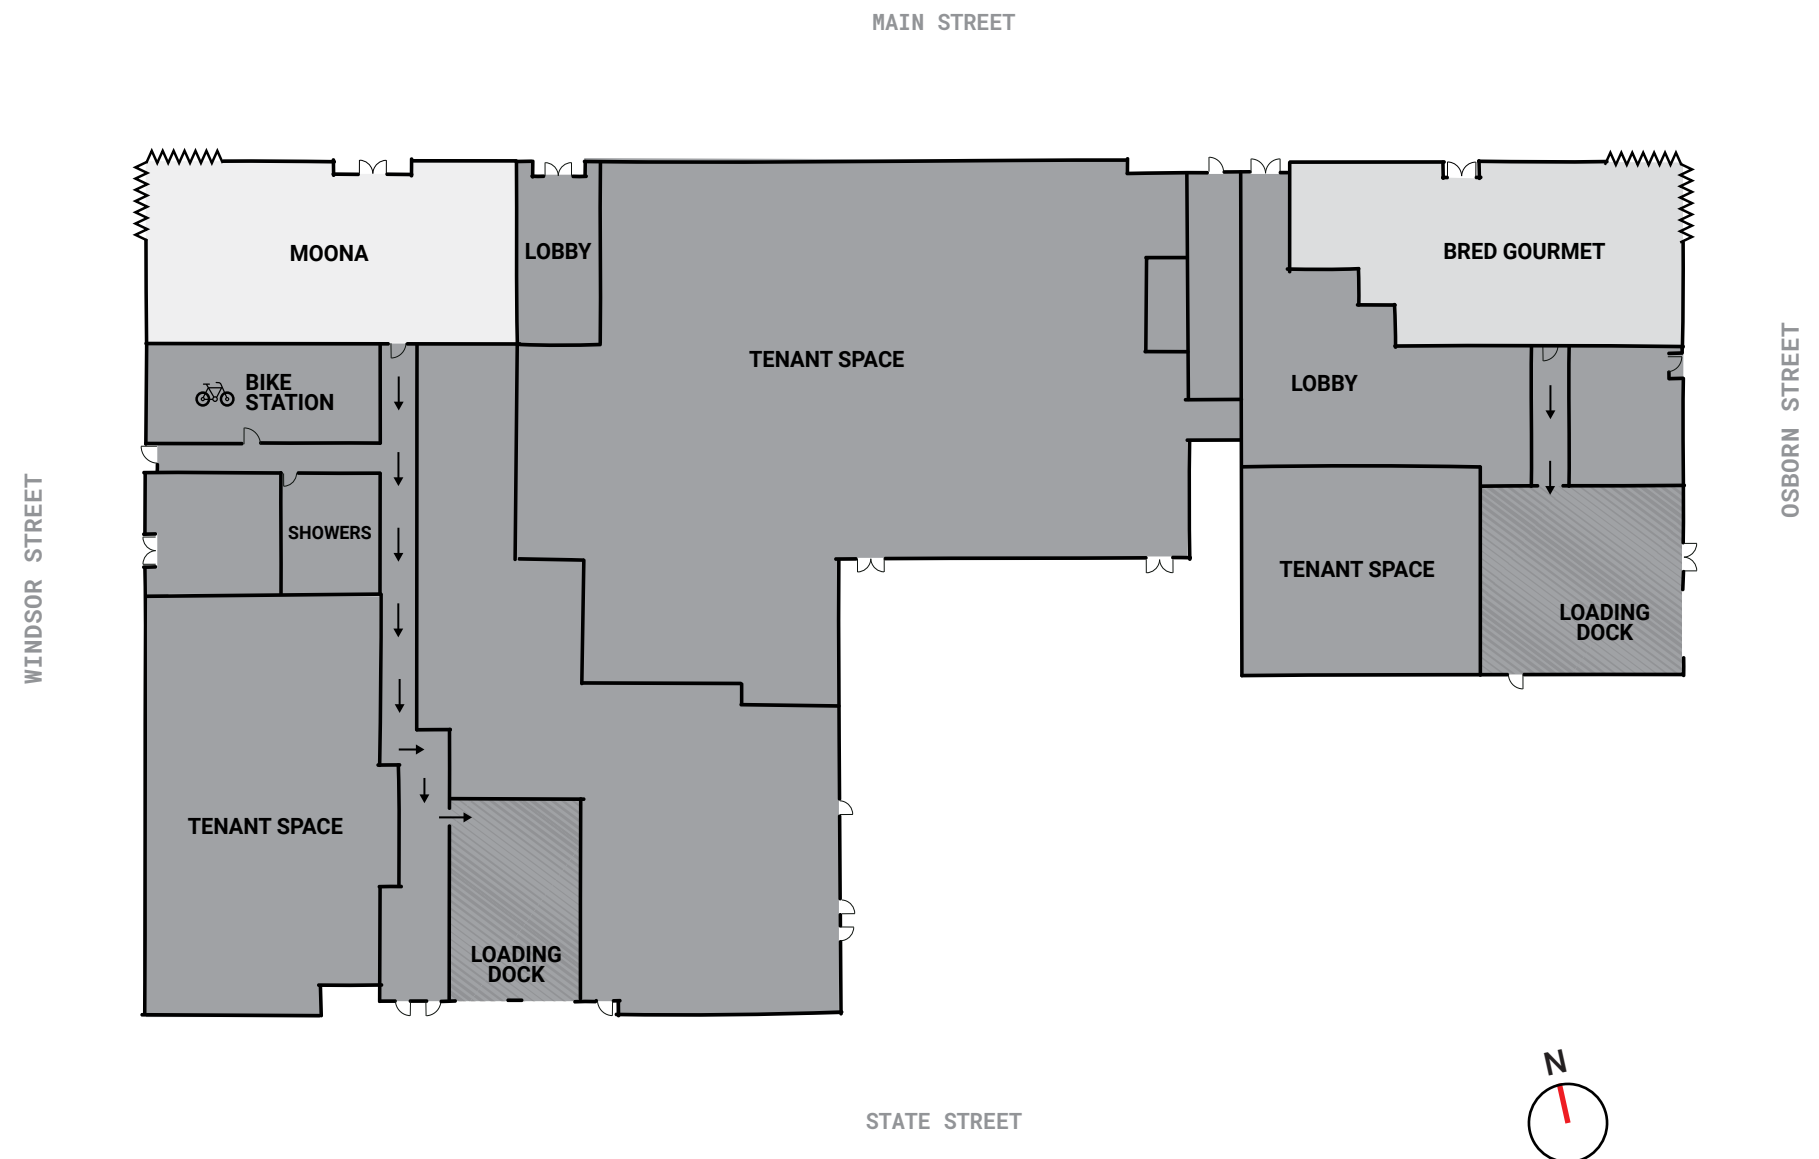 MAIN STREET
MOONA
LOBBY
BRED GOURMET
TENANT SPACE
BIKE
STATION
LOBBY
OSBORN STREET
WINDSOR STREET
SHOWERS
TENANT SPACE
LOADING
DOCK
TENANT SPACE
LOADING
DOCK
N
STATE STREET